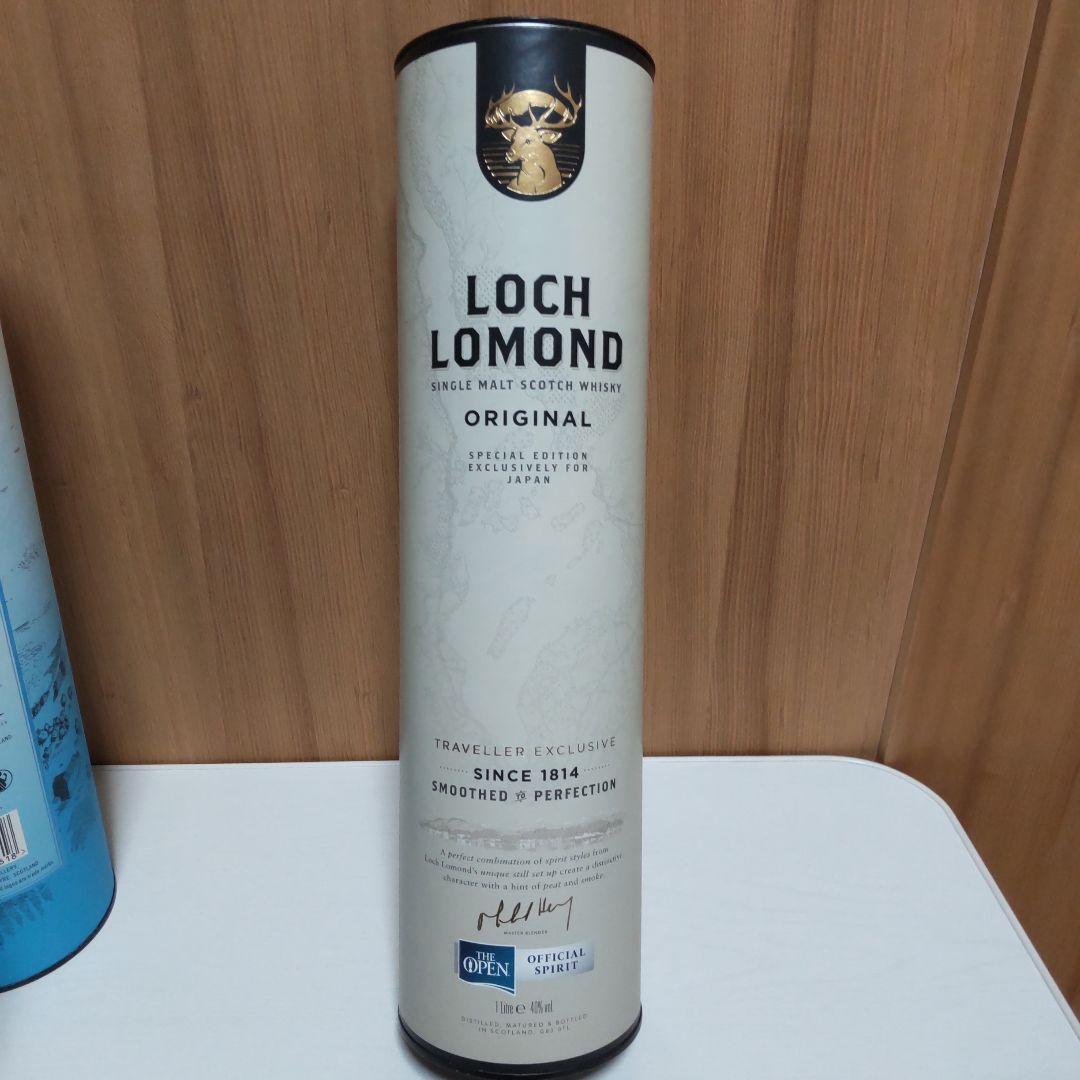 LOCH
LOMOND
SINGLE MALT SCOTCH WHISKY
ORIGINAL
SPECIAL EDITION
EXCLUSIVELY FOR
JAPAN
TRAVELLER EXCLUSIVE
SINCE 1814
SMOOTHED TO PERFECTION
A perfect combination of spirit styles from
Loch Lomond's unique still set up create a distinctive
character with a hint of peat and smoke.
MASTER BLENDER
THE
OPEN
OFFICIAL
SPIRIT
1 Litre e 40% vol
DISTILLED, MATURED & BOTTLED
IN SCOTLAND, G83 0TL
SCOTLAND